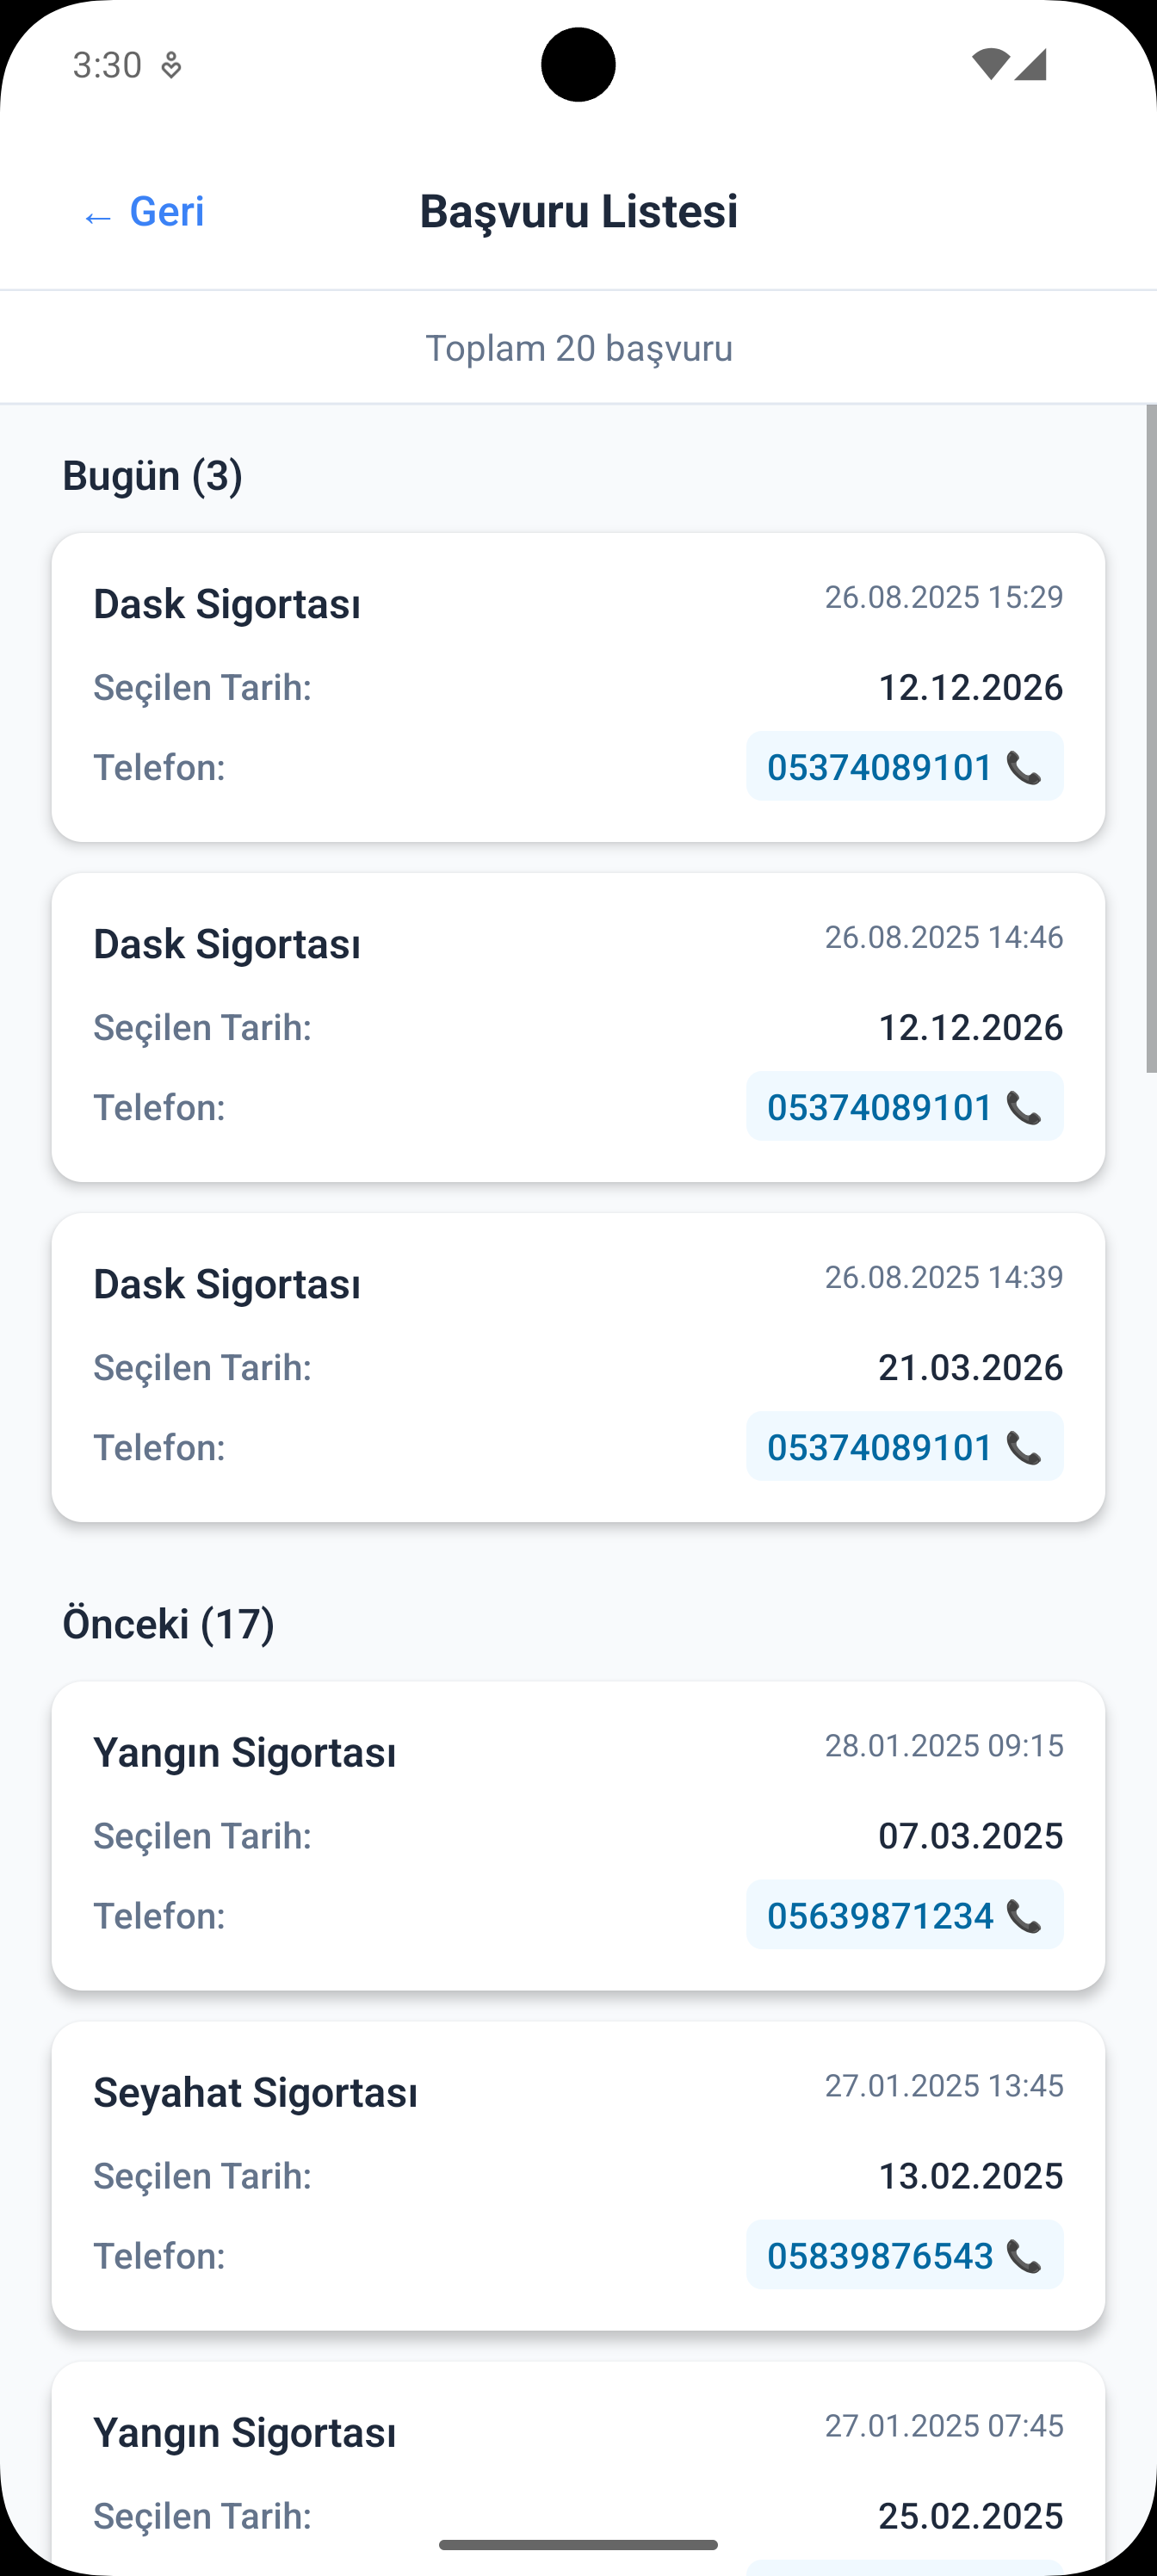 3:30
← Geri
Başvuru Listesi
Toplam 20 başvuru
Bugün (3)
Dask Sigortası
26.08.2025 15:29
Seçilen Tarih:
12.12.2026
Telefon:
05374089101
Dask Sigortası
26.08.2025 14:46
Seçilen Tarih:
12.12.2026
Telefon:
05374089101
Dask Sigortası
26.08.2025 14:39
Seçilen Tarih:
21.03.2026
Telefon:
05374089101
Önceki (17)
Yangın Sigortası
28.01.2025 09:15
Seçilen Tarih:
07.03.2025
Telefon:
05639871234
Seyahat Sigortası
27.01.2025 13:45
Seçilen Tarih:
13.02.2025
Telefon:
05839876543
Yangın Sigortası
27.01.2025 07:45
Seçilen Tarih:
25.02.2025